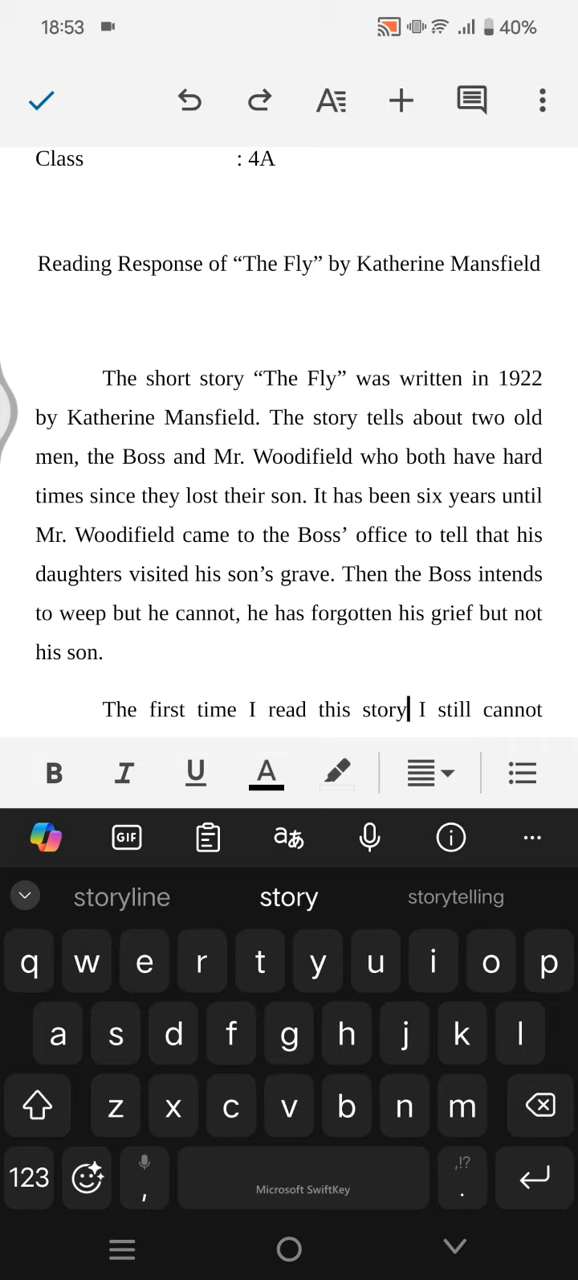 18:53
40%
Class : 4A
Reading Response of “The Fly” by Katherine Mansfield
The short story “The Fly” was written in 1922
by Katherine Mansfield. The story tells about two old
men, the Boss and Mr. Woodifield who both have hard
times since they lost their son. It has been six years until
Mr. Woodifield came to the Boss’ office to tell that his
daughters visited his son’s grave. Then the Boss intends
to weep but he cannot, he has forgotten his grief but not
his son.
The first time I read this story I still cannot
B I U A
GIF
storyline story storytelling
q w e r t y u i o p
a s d f g h j k l
z x c v b n m
123 , Microsoft SwiftKey ,!? .